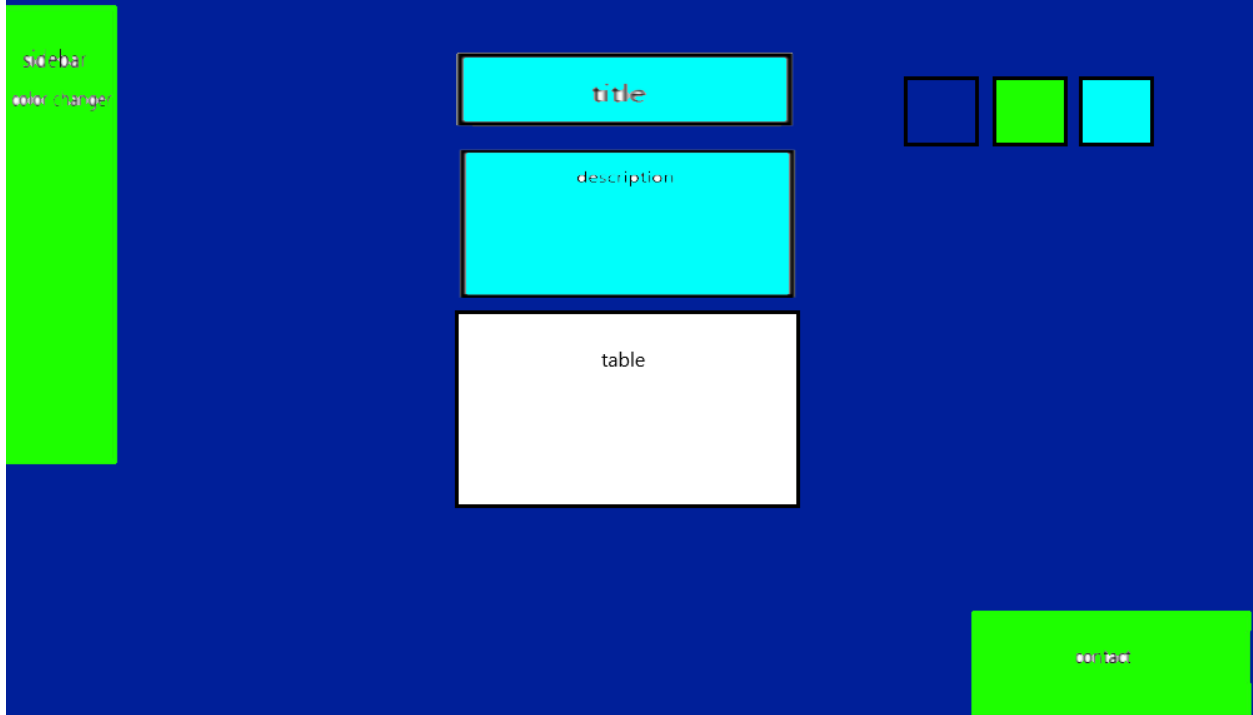 sidebar
color changer
title
description
table
contact